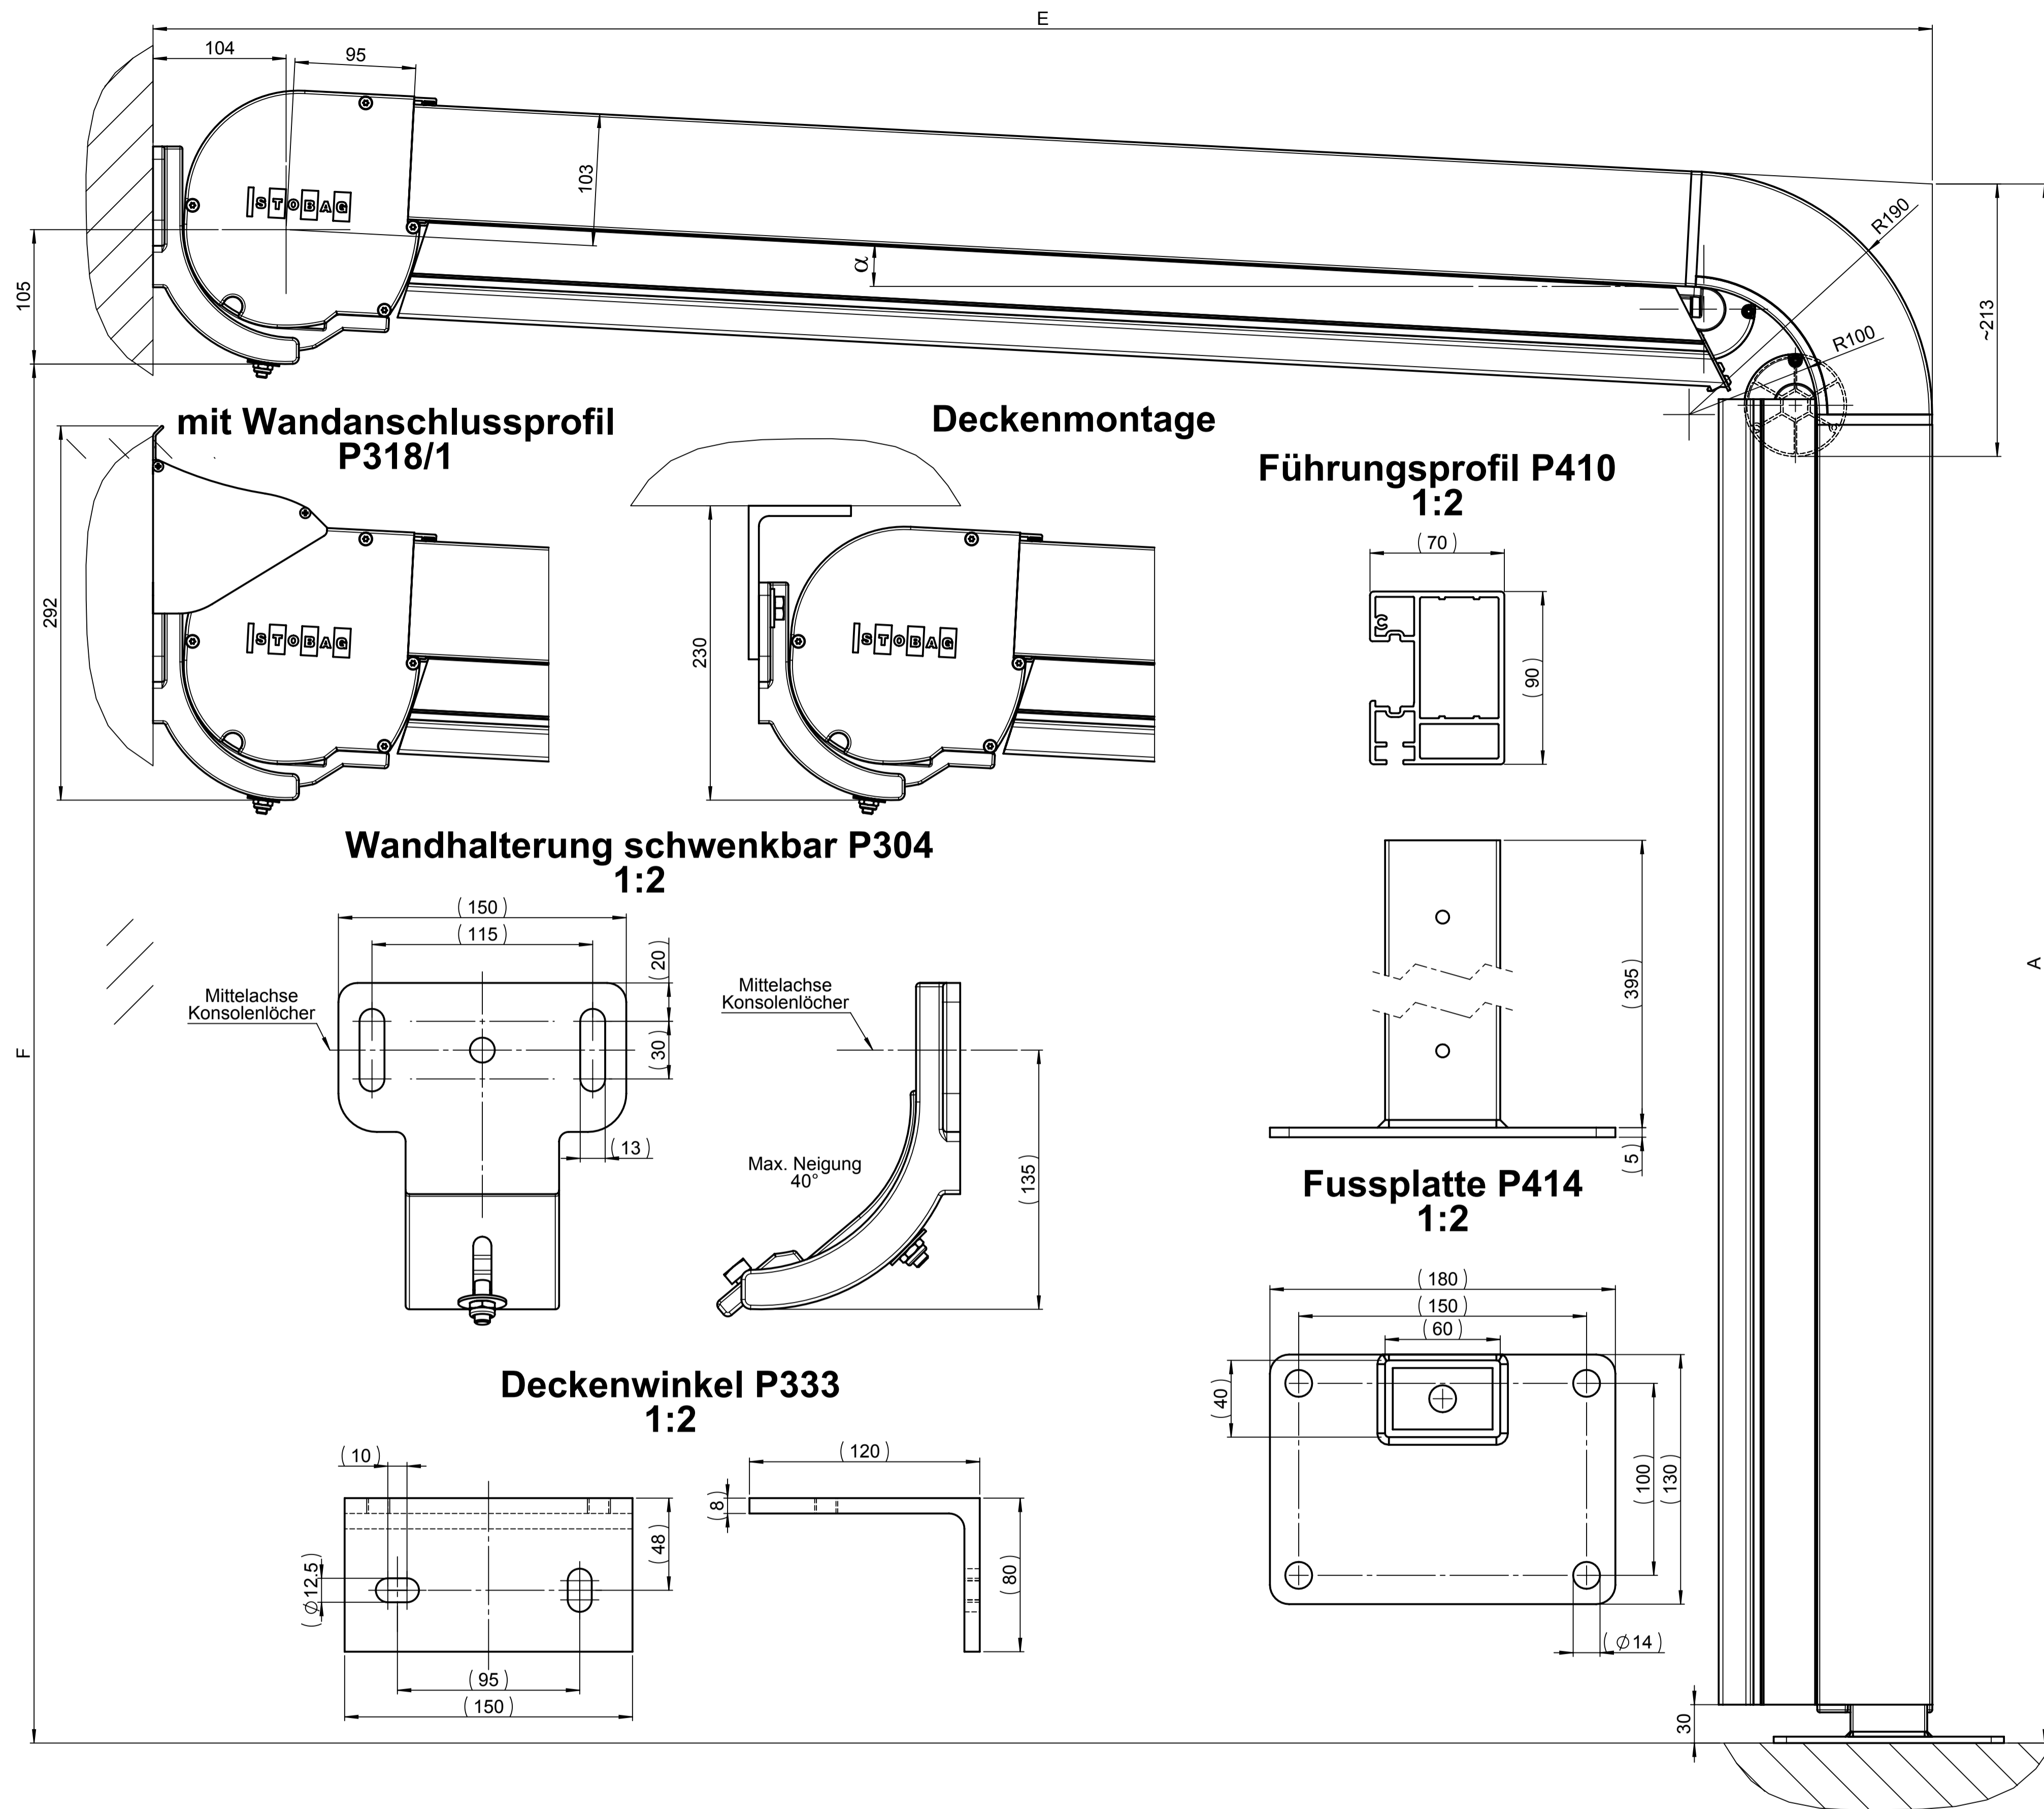 E
104
95
103
STOBAG
α
105
R190
~213
R100
mit Wandanschlussprofil
P318/1
Deckenmontage
Führungsprofil P410
1:2
(70)
(90)
C
292
STOBAG
230
STOBAG
Wandhalterung schwenkbar P304
1:2
(150)
(115)
(20)
(30)
(13)
Mittelachse
Konsolenlöcher
Mittelachse
Konsolenlöcher
Max. Neigung
40°
(135)
(395)
(5)
A
F
Fussplatte P414
1:2
(180)
(150)
(60)
(40)
(100)
(130)
(Ø14)
Deckenwinkel P333
1:2
(10)
(Ø12.5)
(48)
(95)
(150)
(120)
(8)
(80)
30